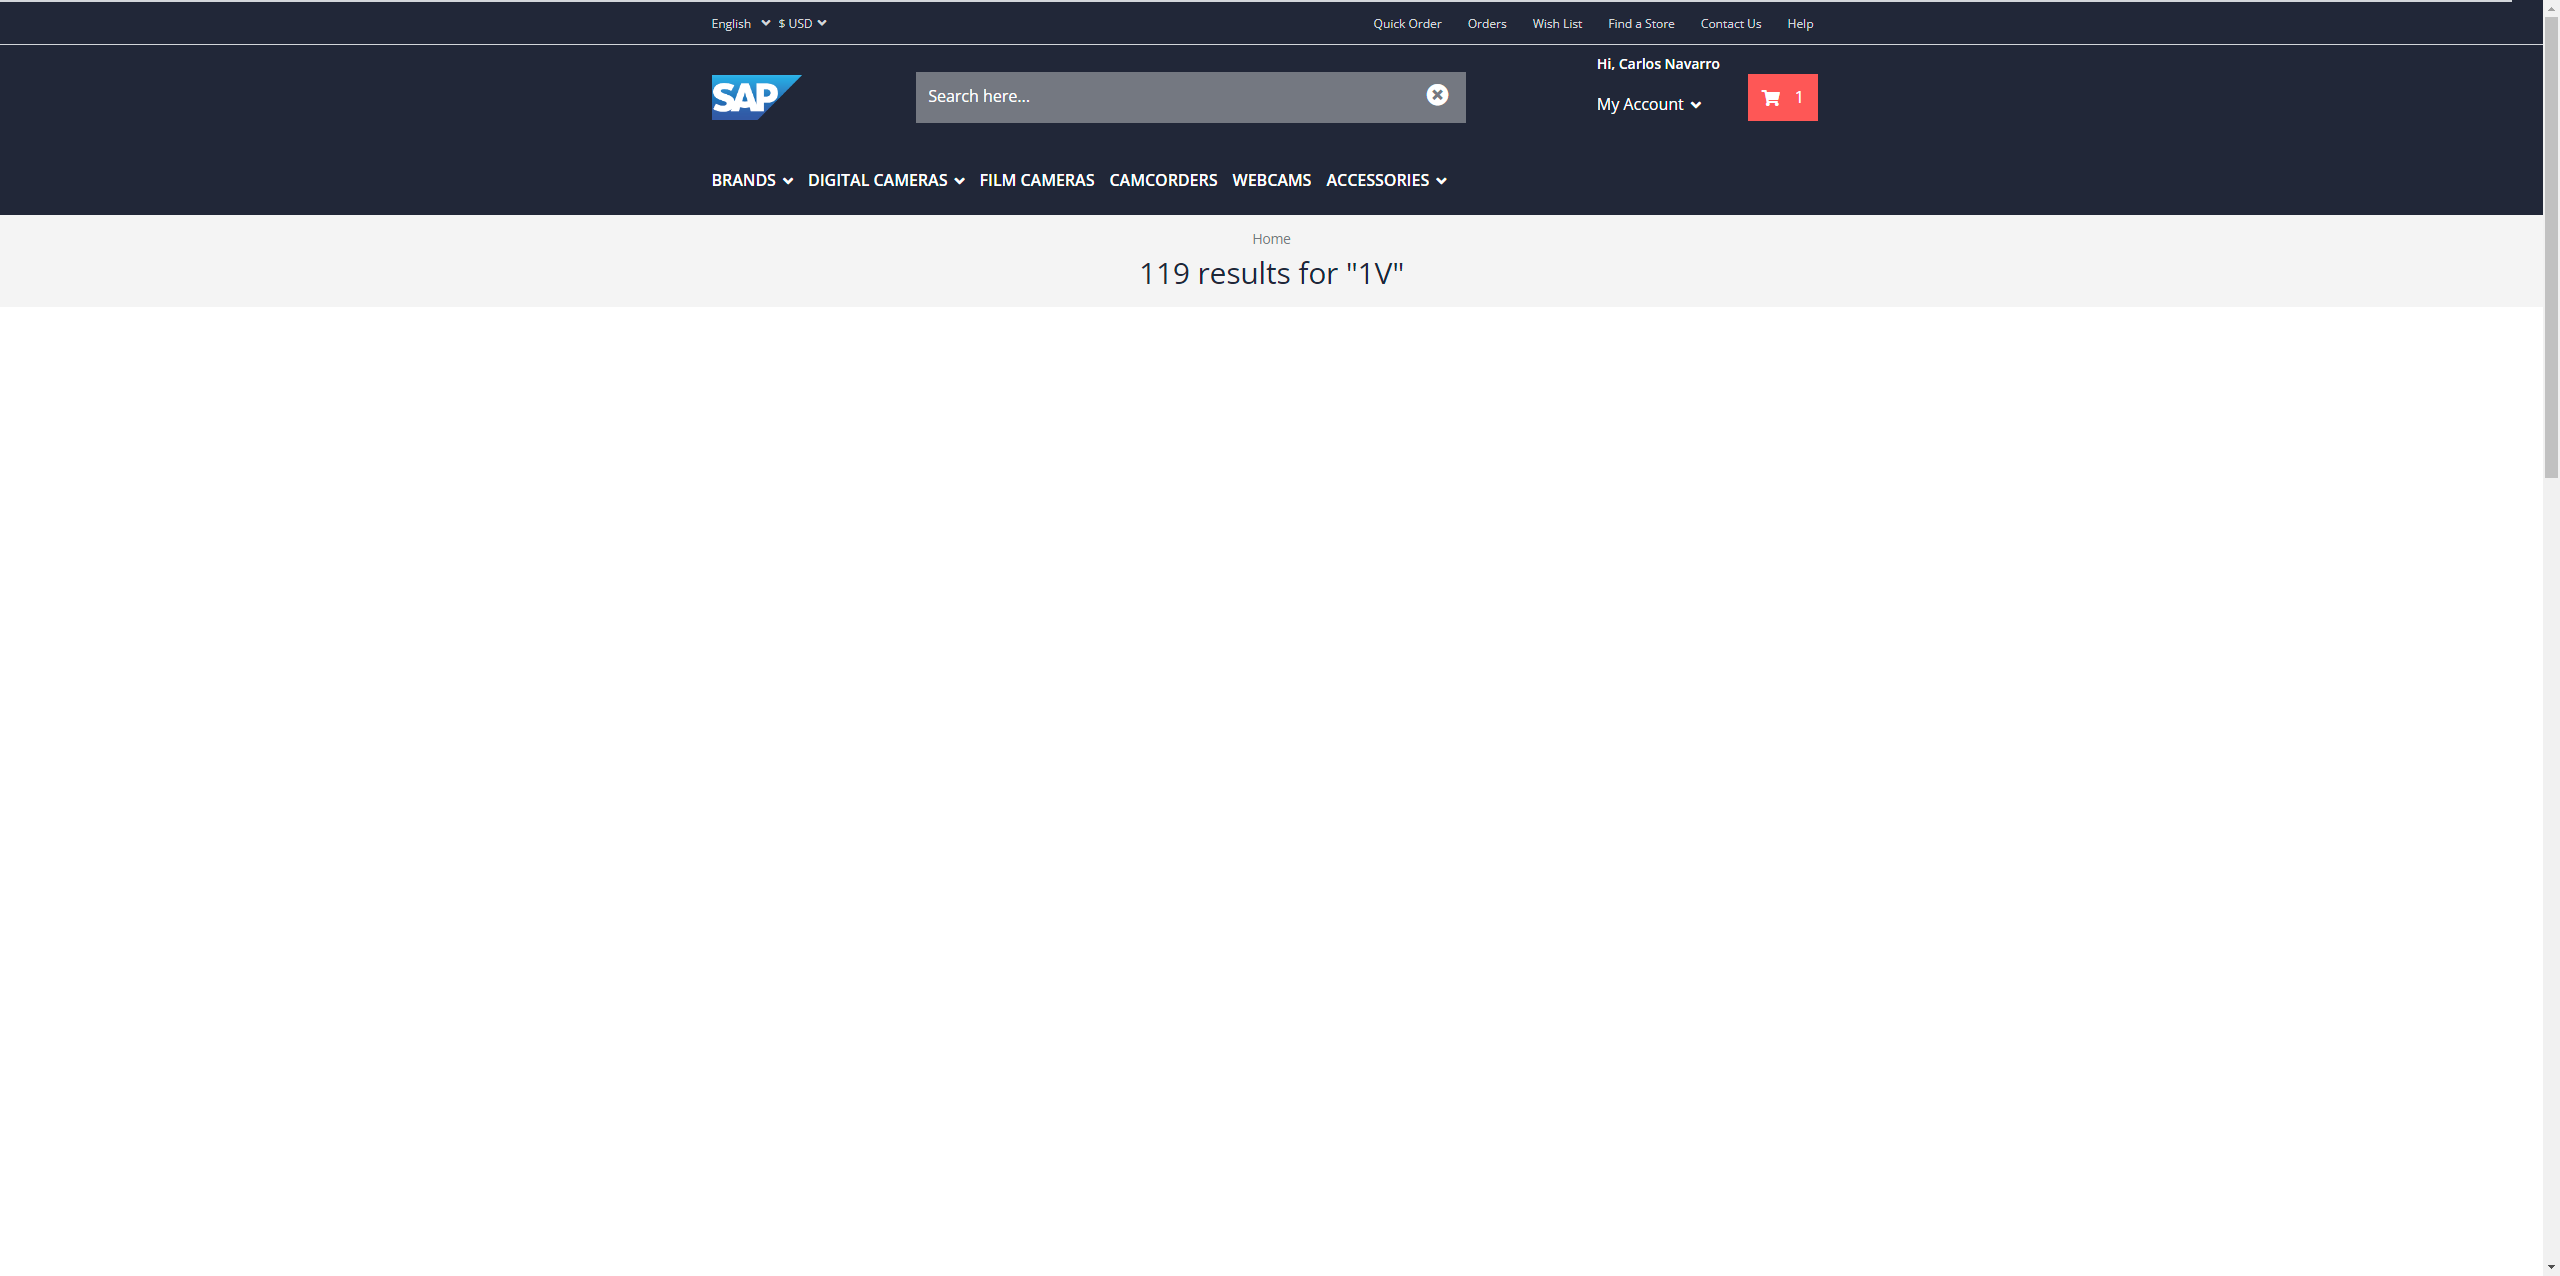 English $ USD Quick Order Orders Wish List Find a Store Contact Us Help
Hi, Carlos Navarro
SAP Search here... My Account 1
BRANDS DIGITAL CAMERAS FILM CAMERAS CAMCORDERS WEBCAMS ACCESSORIES
Home
119 results for "1V"